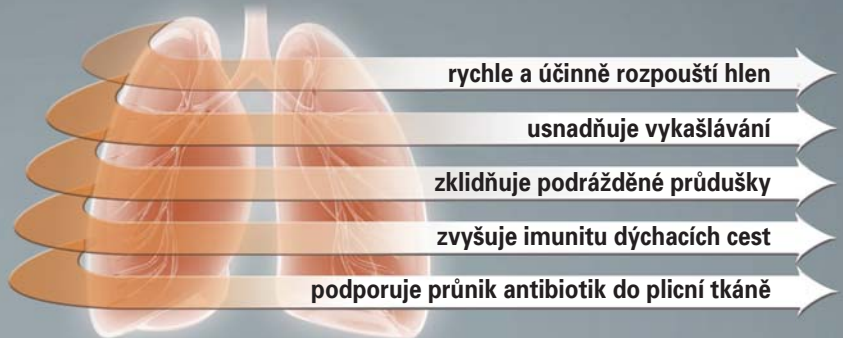 rychle a účinně rozpouští hlen
usnadňuje vykašlávání
zklidňuje podrážděné průdušky
zvyšuje imunitu dýchacích cest
podporuje průnik antibiotik do plicní tkáně